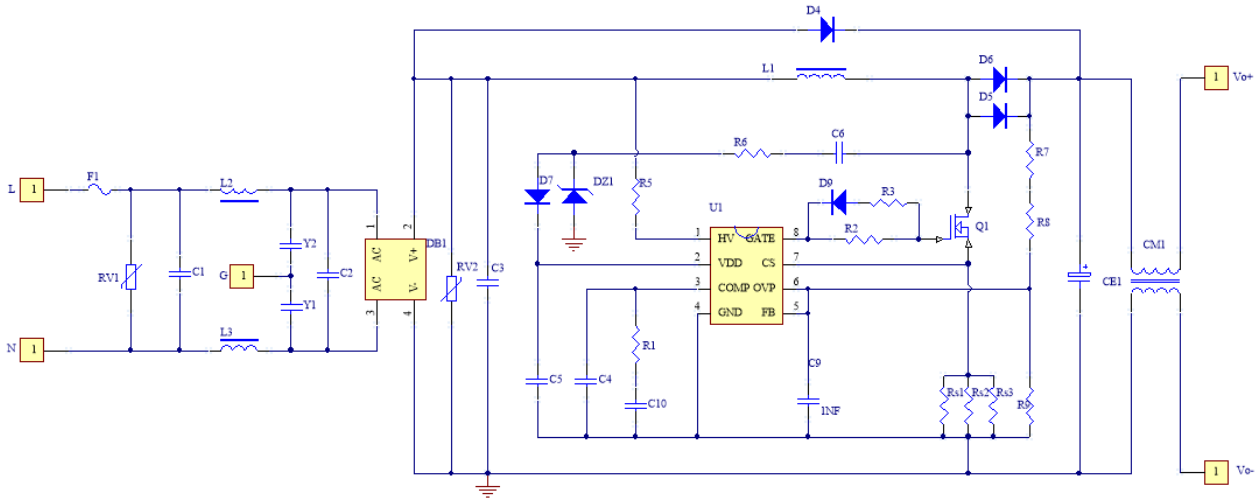 D4
L1
D6
D5
Vo+
1
R6
C6
R7
F1
L
1
L2
D7
DZ1
R5
D9
R3
U1
R2
Q1
R8
1
2
AC
V+
DB1
AC
V-
3
4
Y2
G
1
Y1
RV1
C1
C2
RV2
C3
1
HV
GATE
8
2
VDD
CS
7
3
COMP
OVP
6
4
GND
FB
5
CM1
CE1
+
N
1
L3
R1
C9
C5
C4
C10
1NF
Rs1
Rs2
Rs3
R9
1
Vo-